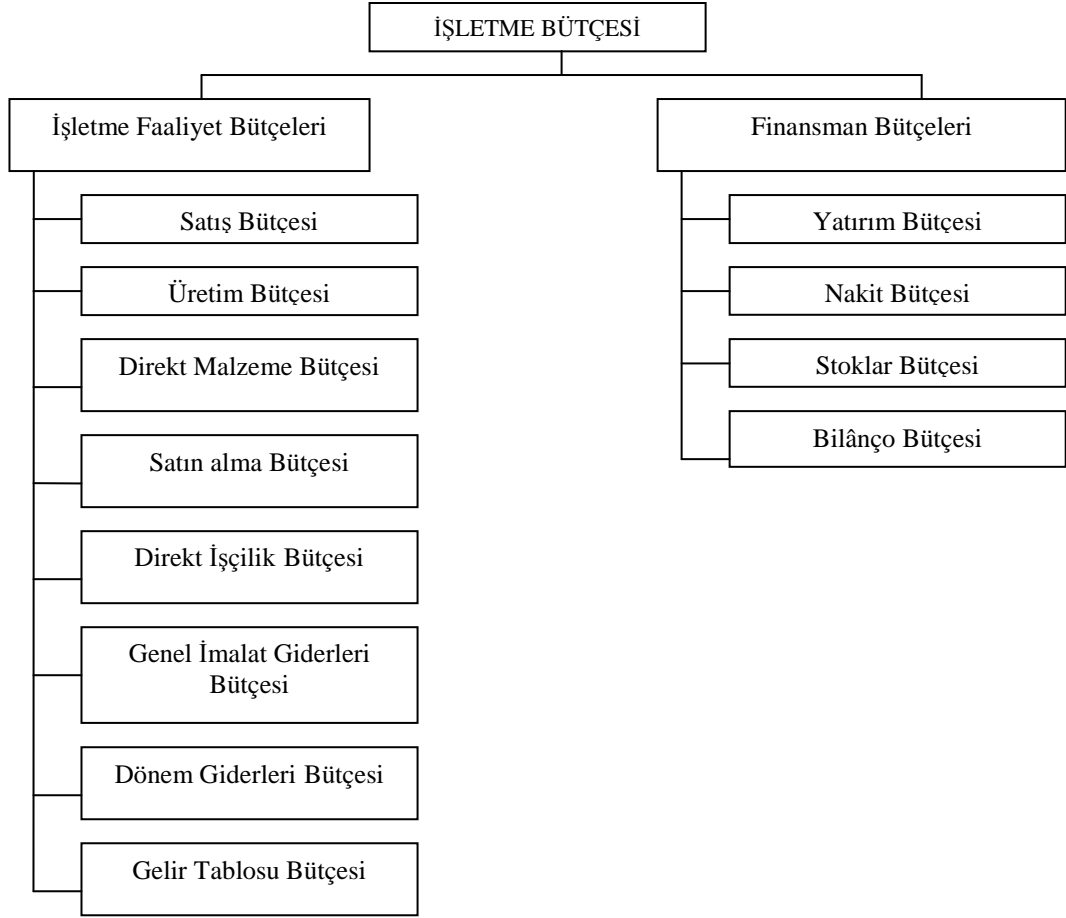 İŞLETME BÜTÇESİ
İşletme Faaliyet Bütçeleri
Satış Bütçesi
Üretim Bütçesi
Direkt Malzeme Bütçesi
Satın alma Bütçesi
Direkt İşçilik Bütçesi
Genel İmalat Giderleri
Bütçesi
Dönem Giderleri Bütçesi
Gelir Tablosu Bütçesi
Finansman Bütçeleri
Yatırım Bütçesi
Nakit Bütçesi
Stoklar Bütçesi
Bilânço Bütçesi